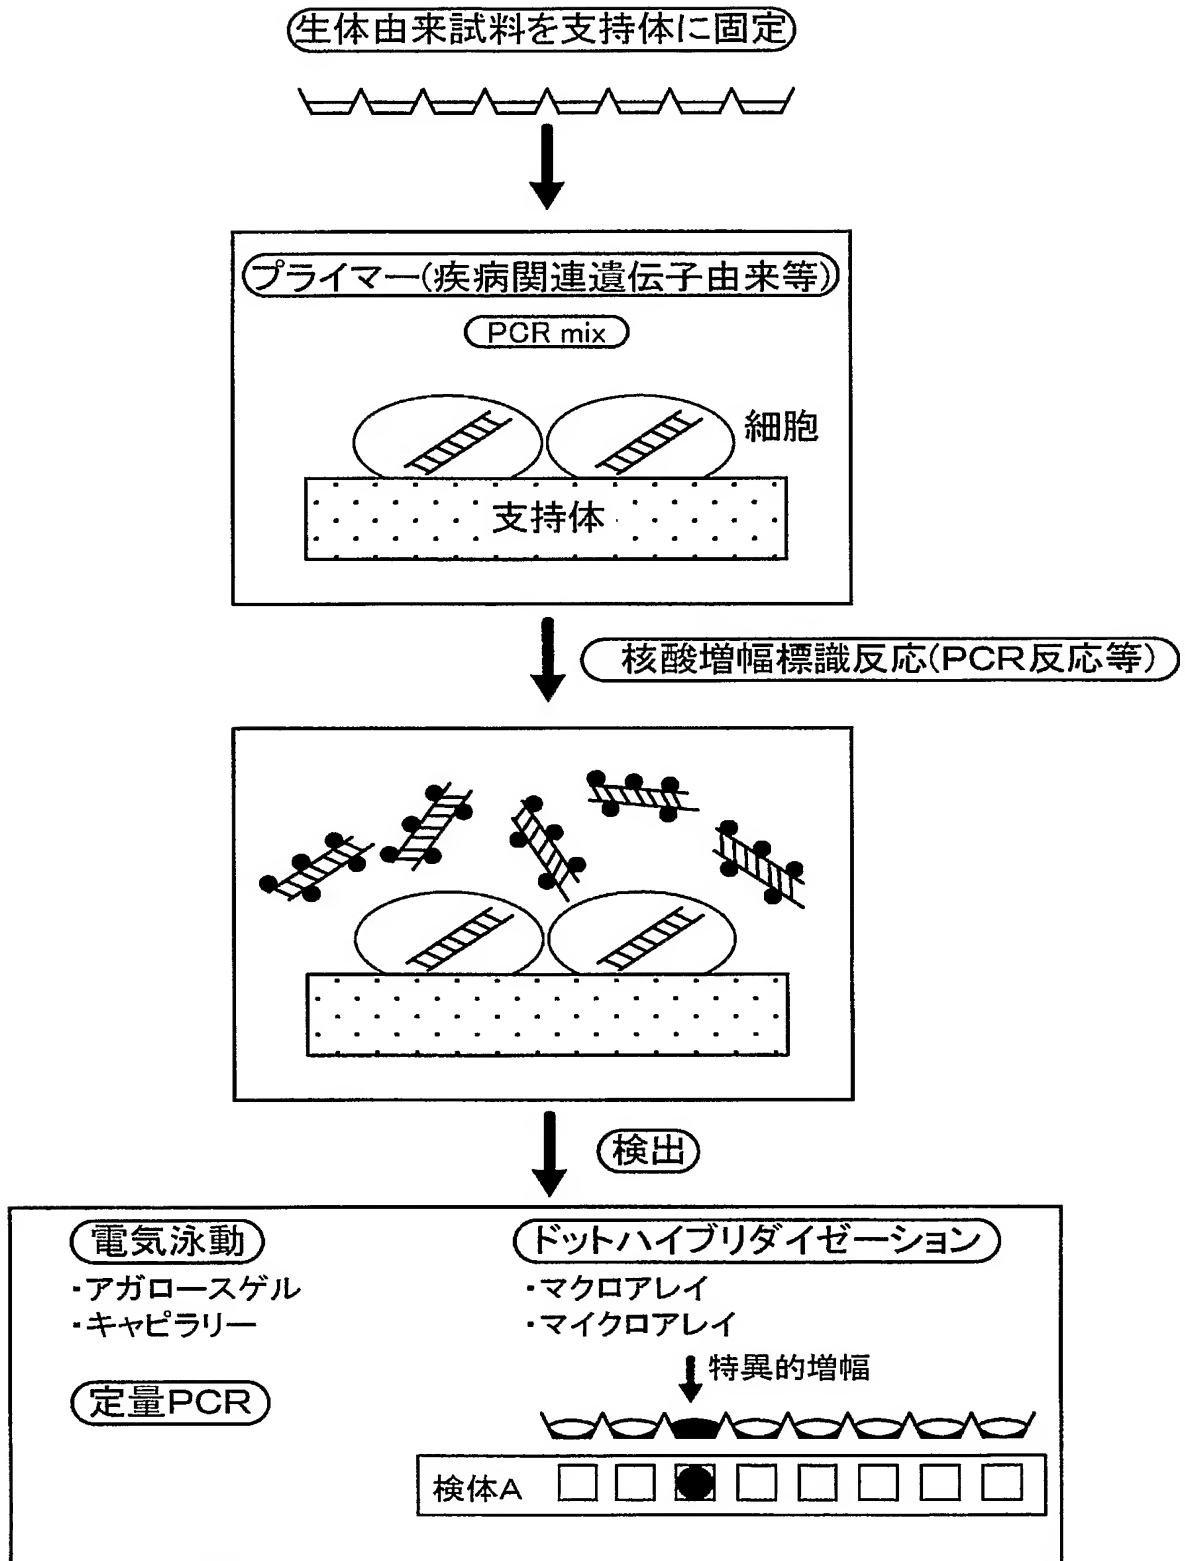 生体由来試料を支持体に固定
プライマー(疾病関連遺伝子由来等)
PCR mix
細胞
支持体
核酸増幅標識反応(PCR反応等)
検出
電気泳動
・アガロースゲル
・キャピラリー
定量PCR
ドットハイブリダイゼーション
・マクロアレイ
・マイクロアレイ
特異的増幅
検体A